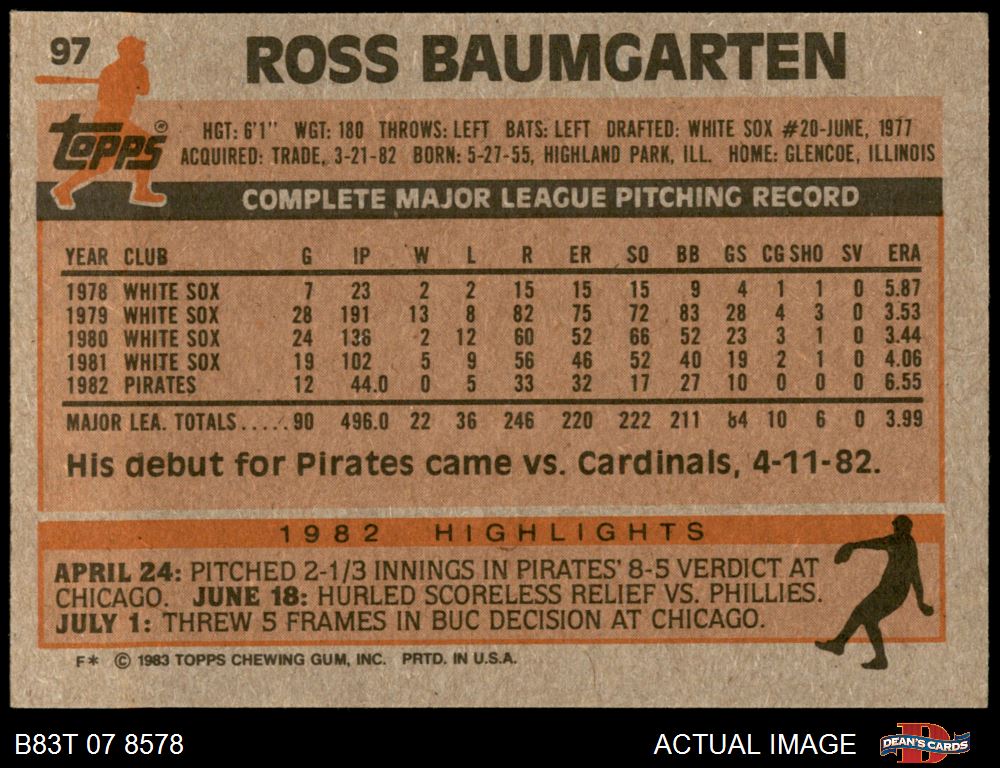 97
ROSS BAUMGARTEN
Topps®
HGT: 6'1" WGT: 180 THROWS: LEFT BATS: LEFT DRAFTED: WHITE SOX #20-JUNE, 1977
ACQUIRED: TRADE, 3-21-82 BORN: 5-27-55, HIGHLAND PARK, ILL. HOME: GLENCOE, ILLINOIS
COMPLETE MAJOR LEAGUE PITCHING RECORD
YEAR CLUB G IP W L R ER SO BB GS CG SHO SV ERA
1978 WHITE SOX 7 23 2 2 15 15 15 9 4 1 1 0 5.87
1979 WHITE SOX 28 191 13 8 82 75 72 83 28 4 3 0 3.53
1980 WHITE SOX 24 136 2 12 60 52 66 52 23 3 1 0 3.44
1981 WHITE SOX 19 102 5 9 56 46 52 40 19 2 1 0 4.06
1982 PIRATES 12 44.0 0 5 33 32 17 27 10 0 0 0 6.55
MAJOR LEA. TOTALS.....90 496.0 22 36 246 220 222 211 84 10 6 0 3.99
His debut for Pirates came vs. Cardinals, 4-11-82.
1982 HIGHLIGHTS
APRIL 24: PITCHED 2-1/3 INNINGS IN PIRATES' 8-5 VERDICT AT
CHICAGO. JUNE 18: HURLED SCORELESS RELIEF VS. PHILLIES.
JULY 1: THREW 5 FRAMES IN BUC DECISION AT CHICAGO.
F* © 1983 TOPPS CHEWING GUM, INC. PRTD. IN U.S.A.
B83T 07 8578
ACTUAL IMAGE
D
DEAN'S CARDS